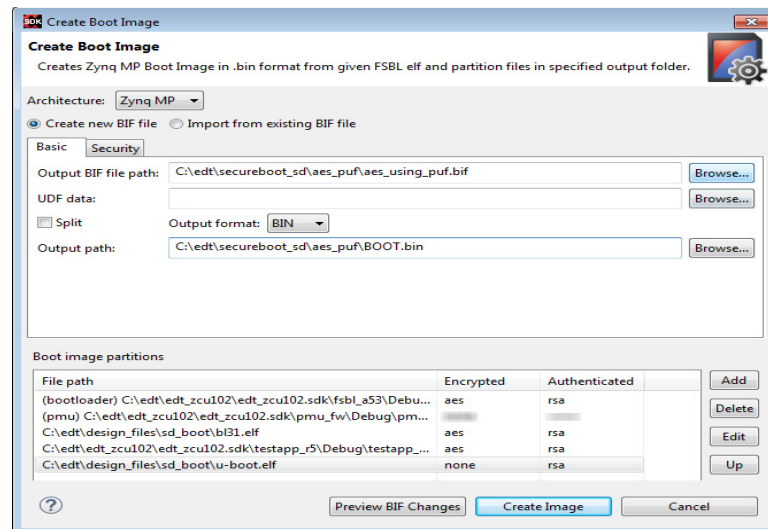 SDK Create Boot Image
Create Boot Image
Creates Zynq MP Boot Image in .bin format from given FSBL elf and partition files in specified output folder.
Architecture: Zynq MP
Create new BIF file Import from existing BIF file
Basic Security
Output BIF file path: C:\edt\secureboot_sd\aes_puf\aes_using_puf.bif Browse...
UDF data: Browse...
Split Output format: BIN
Output path: C:\edt\secureboot_sd\aes_puf\BOOT.bin Browse...
Boot image partitions
File path Encrypted Authenticated Add
(bootloader) C:\edt\edt_zcu102\edt_zcu102.sdk\fsbl_a53\Debu... aes rsa
(pmu) C:\edt\edt_zcu102\edt_zcu102.sdk\pmu_fw\Debug\pm... Delete
C:\edt\design_files\sd_boot\bl31.elf aes rsa
C:\edt\edt_zcu102\edt_zcu102.sdk\testapp_r5\Debug\testapp_... aes rsa Edit
C:\edt\design_files\sd_boot\u-boot.elf none rsa Up
? Preview BIF Changes Create Image Cancel